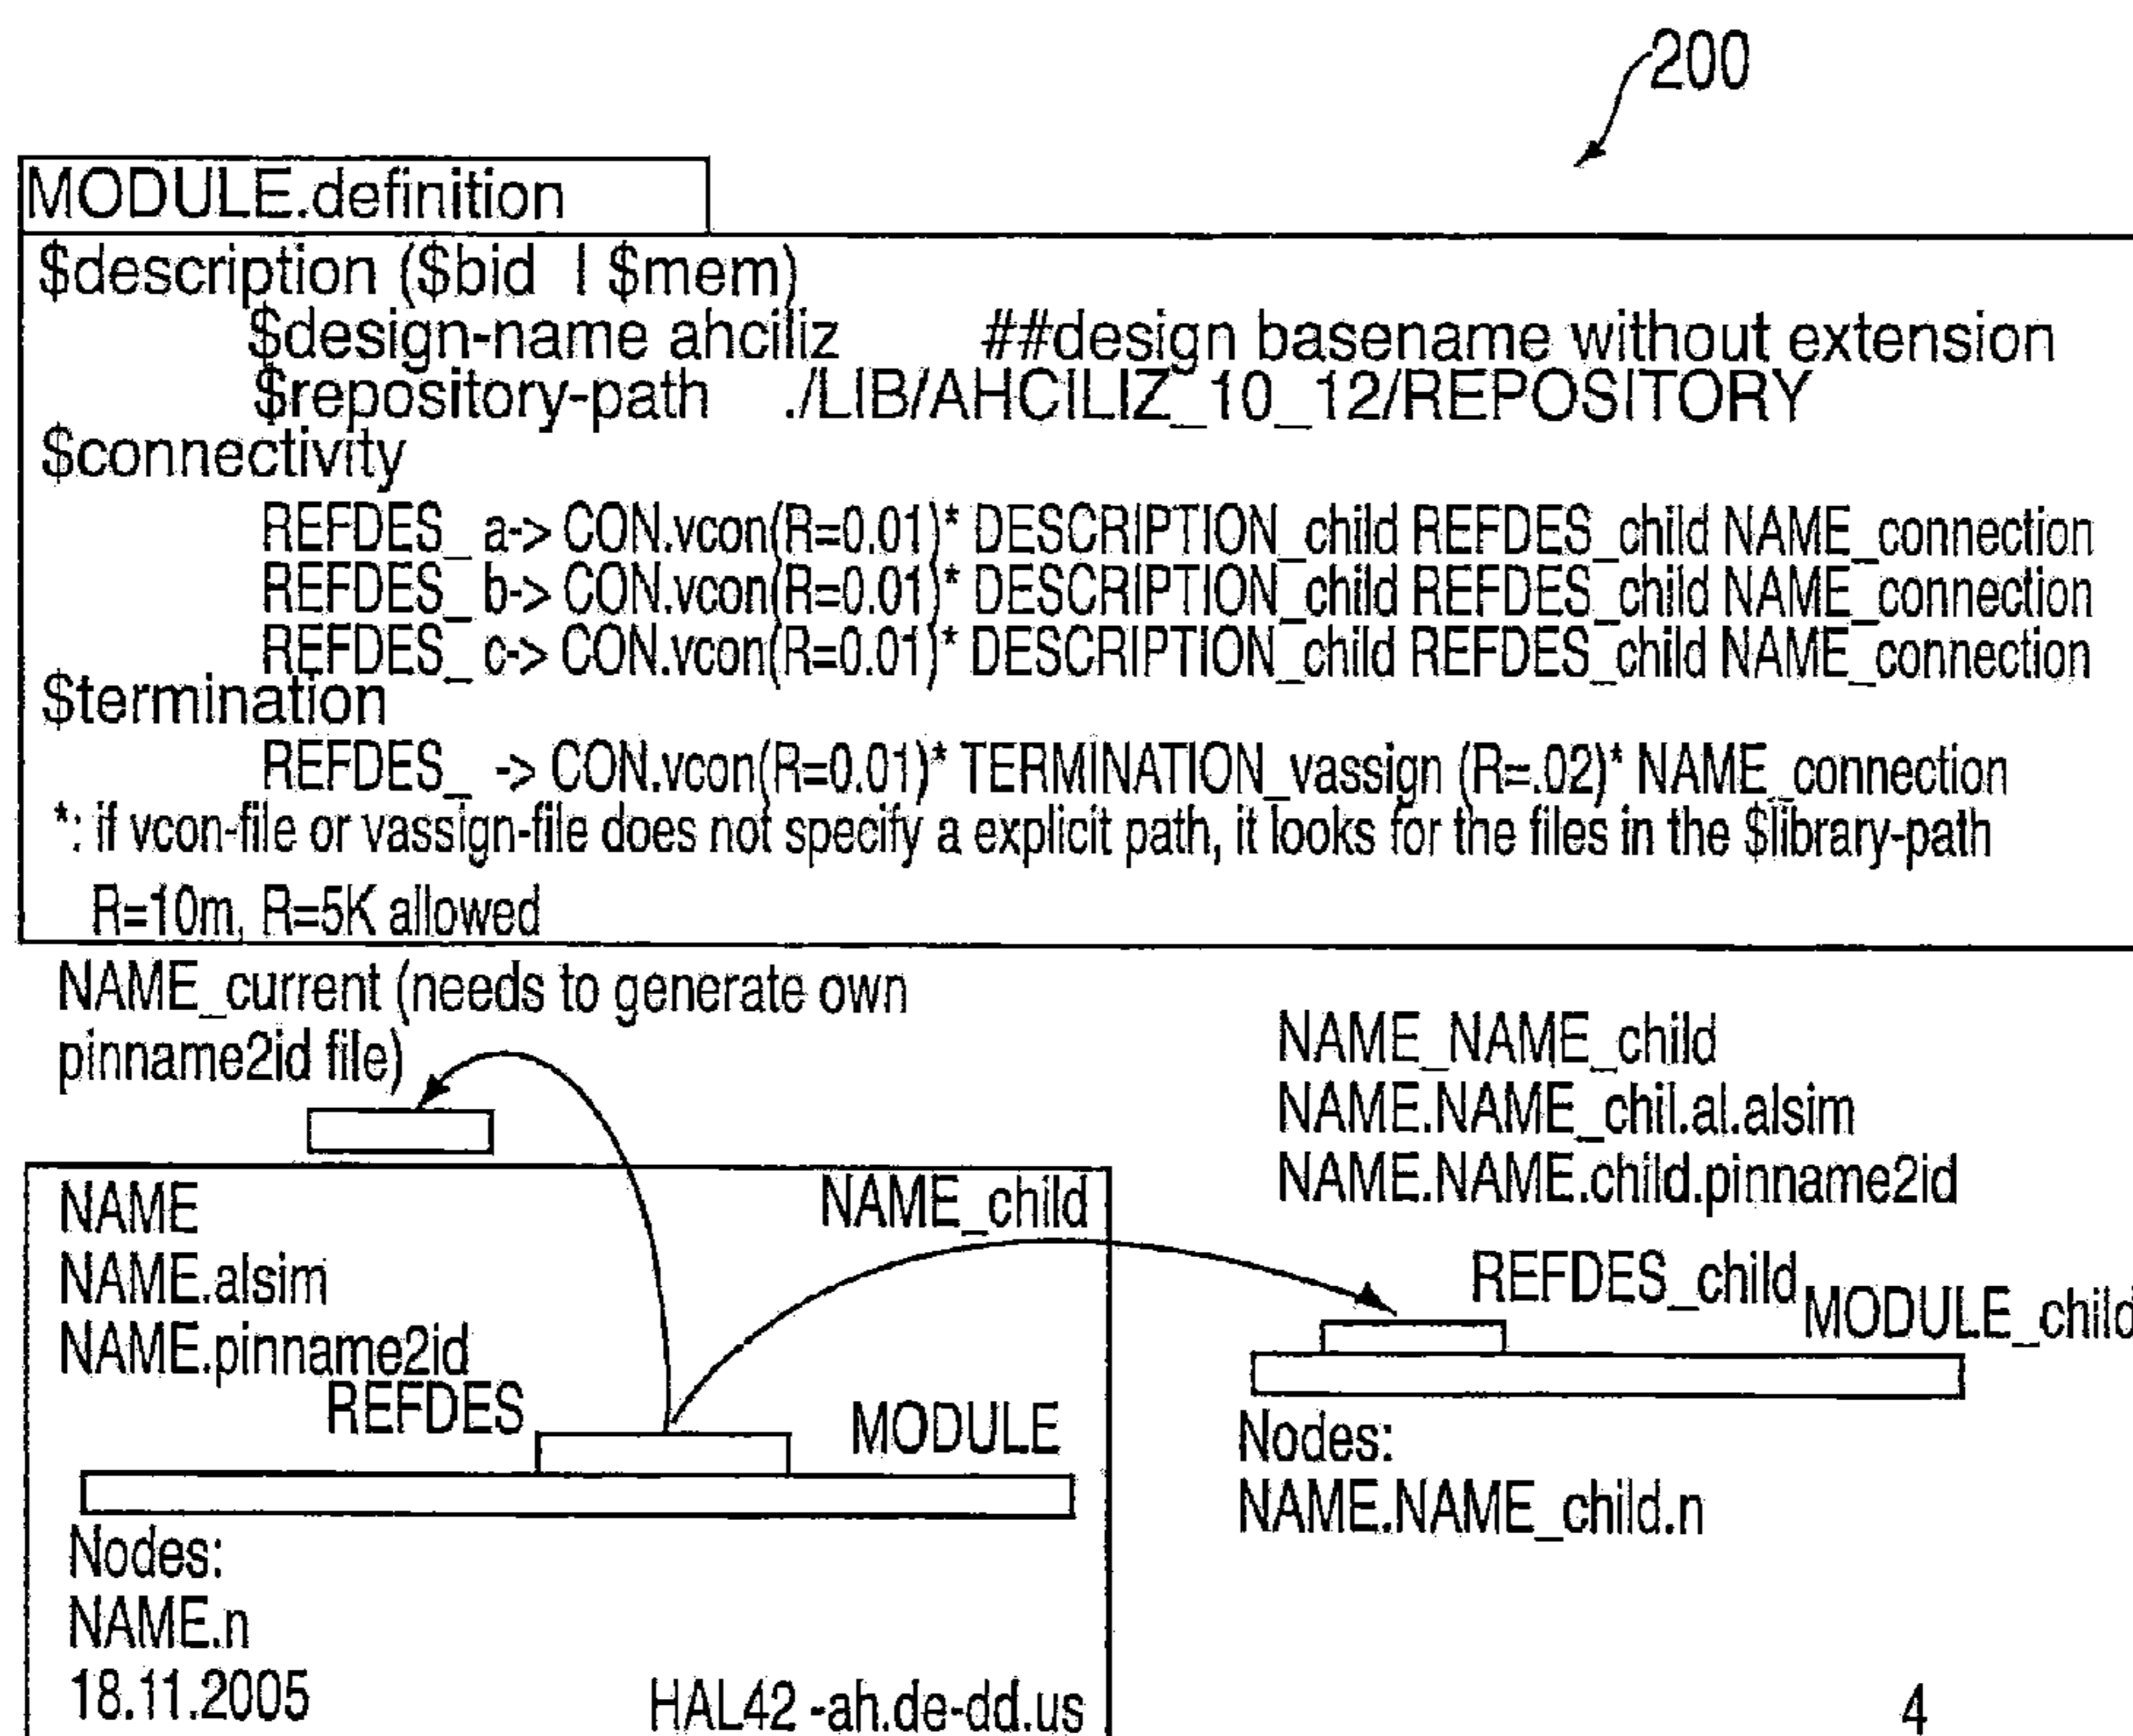 200
MODULE.definition
$description ($bid | $mem)
$design-name ahciliz ##design basename without extension
$repository-path ./LIB/AHCILIZ_10_12/REPOSITORY
$connectivity
REFDES_ a-> CON.vcon(R=0.01)* DESCRIPTION_child REFDES_child NAME_connection
REFDES_ b-> CON.vcon(R=0.01)* DESCRIPTION_child REFDES_child NAME_connection
REFDES_ c-> CON.vcon(R=0.01)* DESCRIPTION_child REFDES_child NAME_connection
$termination
REFDES_ -> CON.vcon(R=0.01)* TERMINATION_vassign (R=.02)* NAME_connection
*: if vcon-file or vassign-file does not specify a explicit path, it looks for the files in the $library-path
R=10m, R=5K allowed
NAME_current (needs to generate own
pinname2id file)
NAME
NAME.alsim
NAME.pinname2id
NAME_child
REFDES
MODULE
Nodes:
NAME.n
18.11.2005
HAL42 -ah.de-dd.us
NAME_NAME_child
NAME.NAME_chil.al.alsim
NAME.NAME.child.pinname2id
REFDES_child
MODULE_child
Nodes:
NAME.NAME_child.n
4